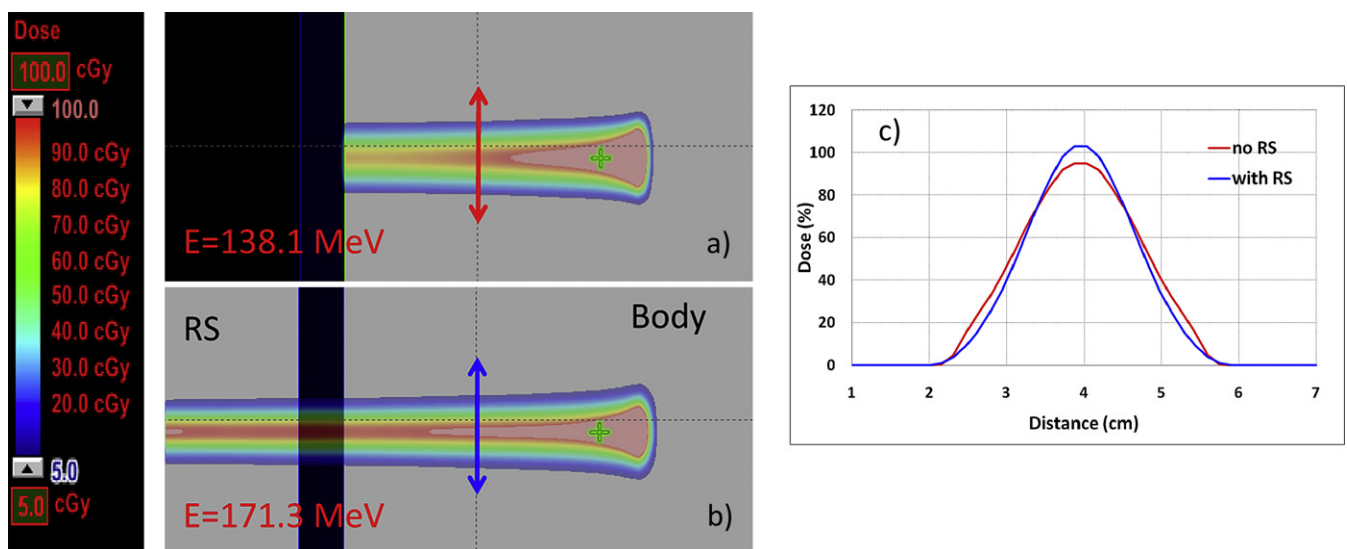 Dose
100.0 cGy
100.0
90.0 cGy
80.0 cGy
70.0 cGy
60.0 cGy
50.0 cGy
40.0 cGy
30.0 cGy
20.0 cGy
5.0
5.0 cGy
E=138.1 MeV
a)
RS
Body
E=171.3 MeV
b)
c)
no RS
with RS
Dose (%)
120
100
80
60
40
20
0
1 2 3 4 5 6 7
Distance (cm)